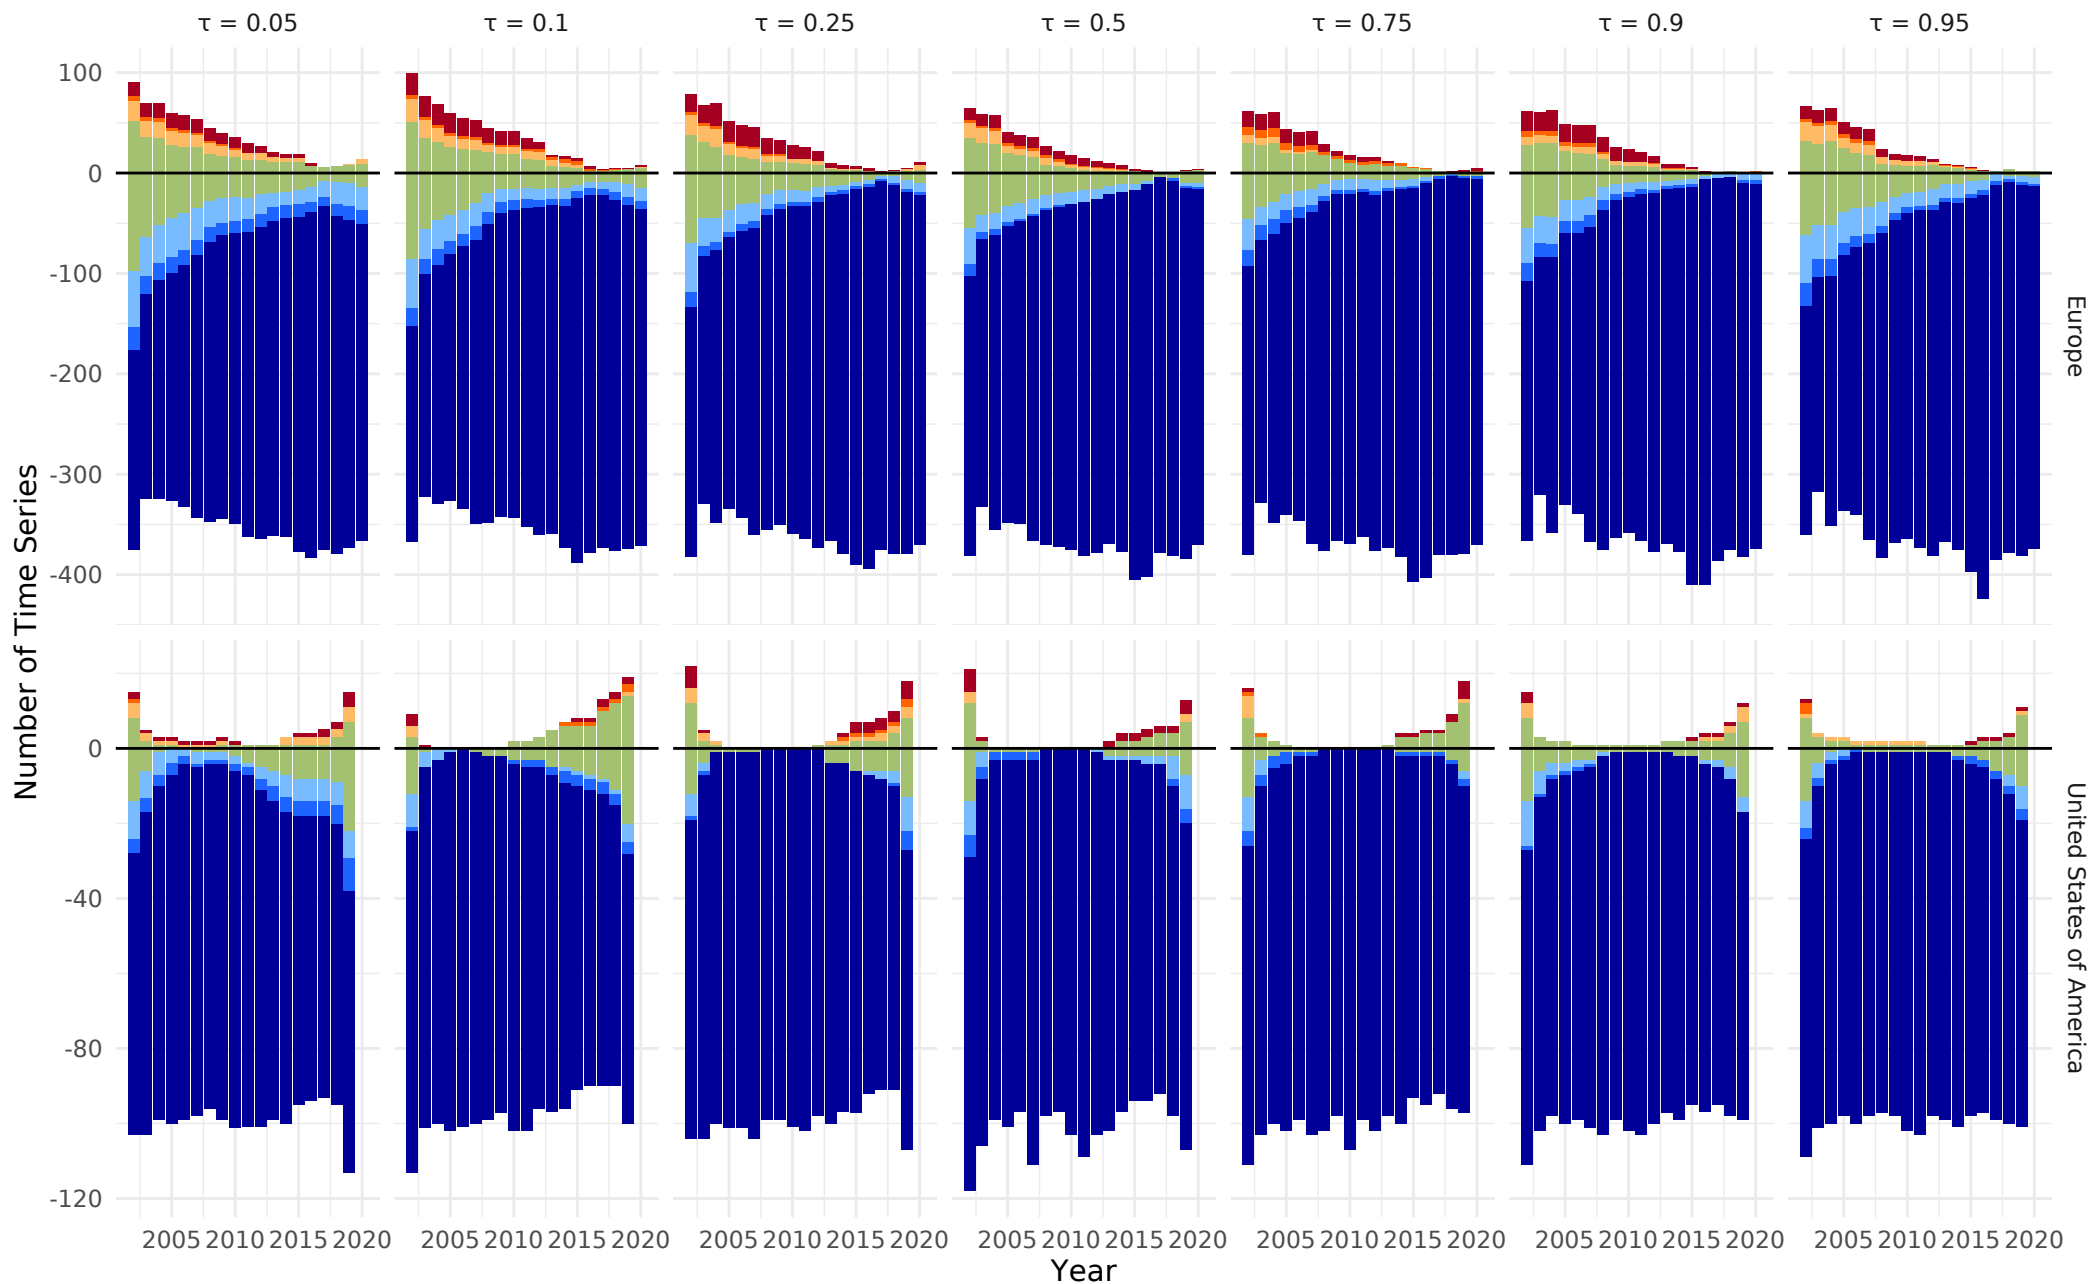 τ = 0.05 τ = 0.1 τ = 0.25 τ = 0.5 τ = 0.75 τ = 0.9 τ = 0.95
100
0
-100
-200
-300
-400
Europe
0
-40
-80
-120
United States of America
Number of Time Series
2005 2010 2015 2020 2005 2010 2015 2020 2005 2010 2015 2020 2005 2010 2015 2020 2005 2010 2015 2020 2005 2010 2015 2020 2005 2010 2015 2020
Year